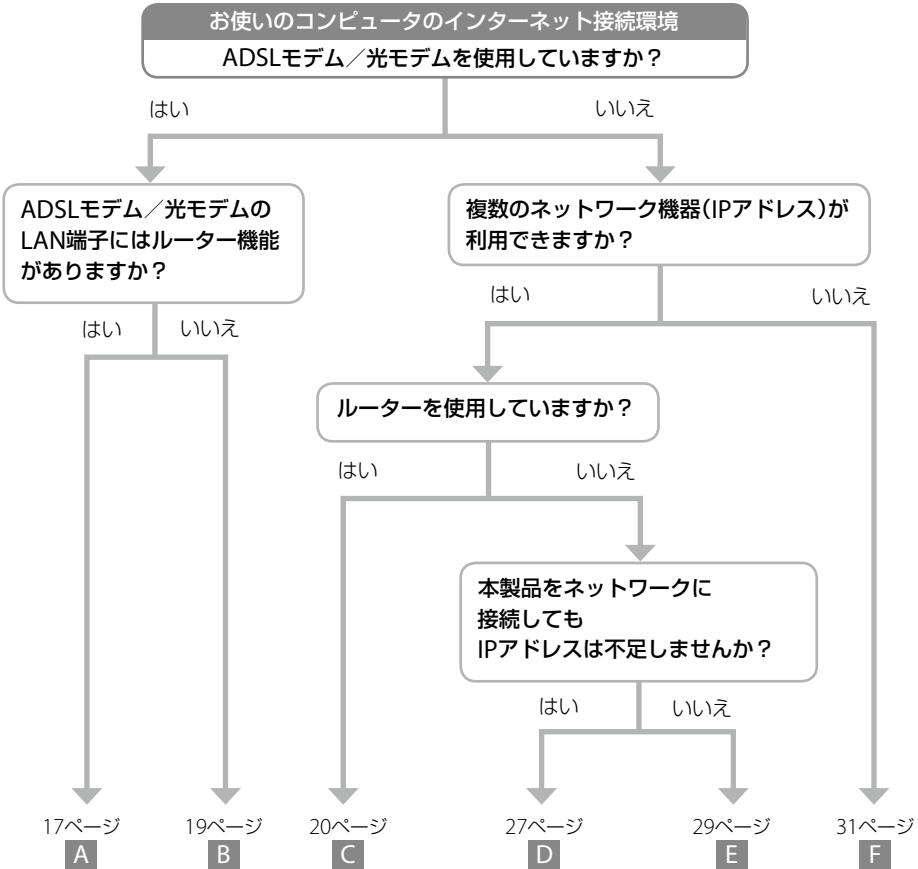 お使いのコンピュータのインターネット接続環境
ADSLモデム／光モデムを使用していますか？
はい
いいえ
ADSLモデム／光モデムの
LAN端子にはルーター機能
がありますか？
複数のネットワーク機器（IPアドレス）が
利用できますか？
はい
いいえ
はい
いいえ
ルーターを使用していますか？
はい
いいえ
本製品をネットワークに
接続しても
IPアドレスは不足しませんか？
はい
いいえ
17ページ
19ページ
20ページ
27ページ
29ページ
31ページ
A
B
C
D
E
F